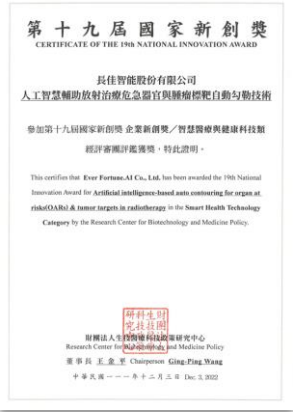 第十九屆國家新創獎
CERTIFICATE OF THE 19th NATIONAL INNOVATION AWARD
長佳智能股份有限公司
人工智慧輔助放射治療危急器官與腫瘤標靶自動勾勒技術
參加第十九屆國家新創獎 企業新創獎／智慧醫療與健康科技類
經評審團評鑑獲獎，特此證明。
This certifies that Ever Fortune.AI Co., Ltd. has been awarded the 19th National
Innovation Award for Artificial intelligence-based auto contouring for organ at
risks(OARs) & tumor targets in radiotherapy in the Smart Health Technology
Category by the Research Center for Biotechnology and Medicine Policy.
財團法人生技醫療科技政策研究中心
Research Center for Biotechnology and Medicine Policy
董事長 王金平 Chairperson Ging-Ping Wang
中華民國一一一年十二月三日 Dec. 3, 2022